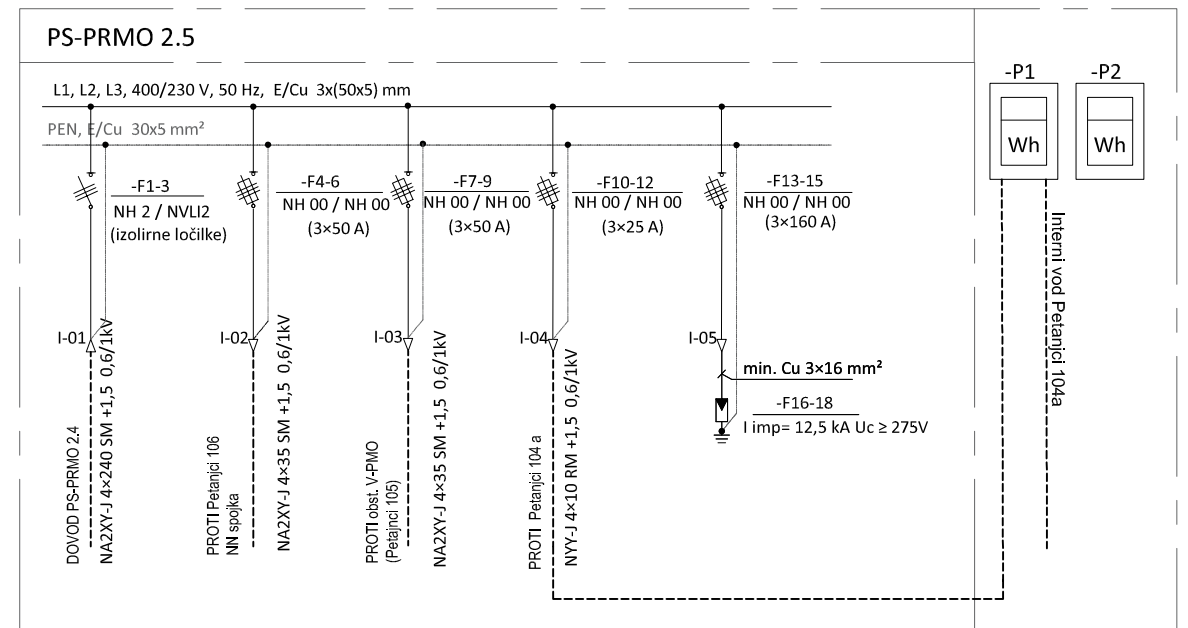 PS-PRMO 2.5
L1, L2, L3, 400/230 V, 50 Hz, E/Cu 3x(50x5) mm
PEN, E/Cu 30x5 mm²
-F1-3
NH 2 / NVLI2
(izolirne ločilke)
-F4-6
NH 00 / NH 00
(3×50 A)
-F7-9
NH 00 / NH 00
(3×50 A)
-F10-12
NH 00 / NH 00
(3×25 A)
-F13-15
NH 00 / NH 00
(3×160 A)
I-01
I-02
I-03
I-04
I-05
DOVOD PS-PRMO 2.4
NA2XY-J 4×240 SM +1,5 0,6/1kV
PROTI Petanjci 106
NN spojka
NA2XY-J 4×35 SM +1,5 0,6/1kV
PROTI obst. V-PMO
(Petajnci 105)
NA2XY-J 4×35 SM +1,5 0,6/1kV
PROTI Petanjci 104 a
NYY-J 4×10 RM +1,5 0,6/1kV
min. Cu 3×16 mm²
-F16-18
I imp= 12,5 kA Uc ≥ 275V
-P1
Wh
-P2
Wh
Interni vod Petanjci 104a